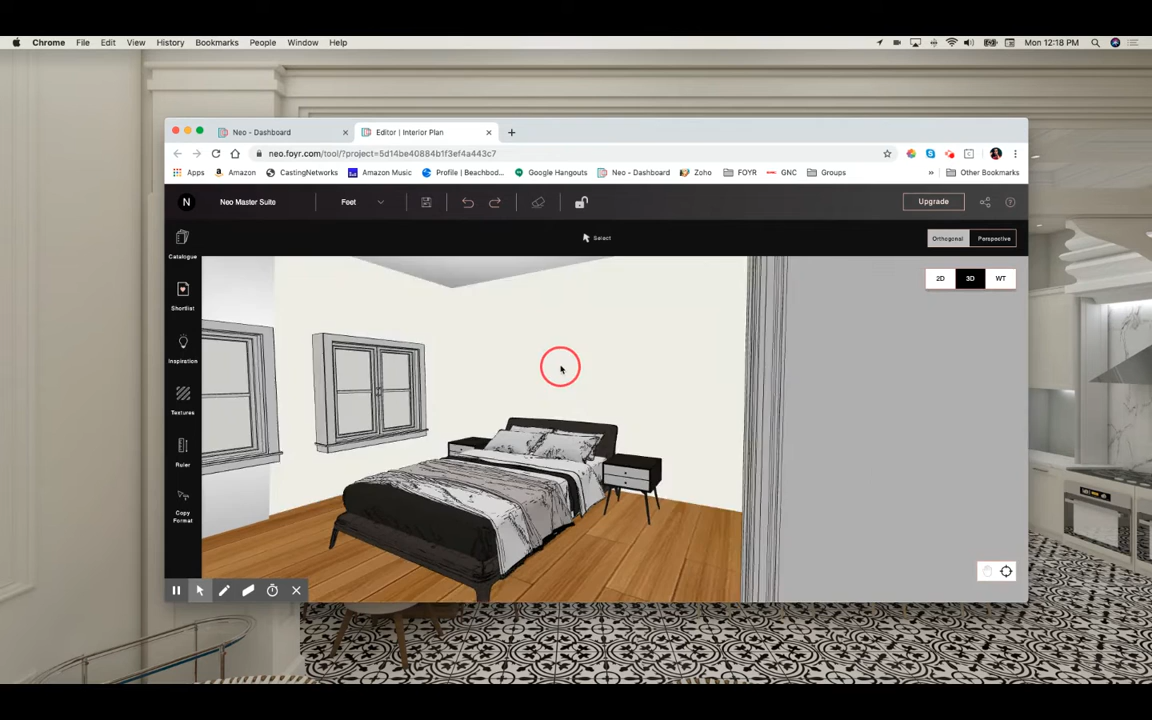 Chrome File Edit View History Bookmarks People Window Help Mon 12:18 PM
Neo - Dashboard Editor | Interior Plan
neo.foyr.com/tool/?project=5d14be40884b1f3ef4a443c7
Apps Amazon CastingNetworks Amazon Music Profile | Beachbod... Google Hangouts Neo - Dashboard Zoho FOYR GNC Groups » Other Bookmarks
N Neo Master Suite Feet Upgrade
Select Orthogonal Perspective
Catalogue
2D 3D WT
Shortlist
Inspiration
Textures
Ruler
Copy
Format